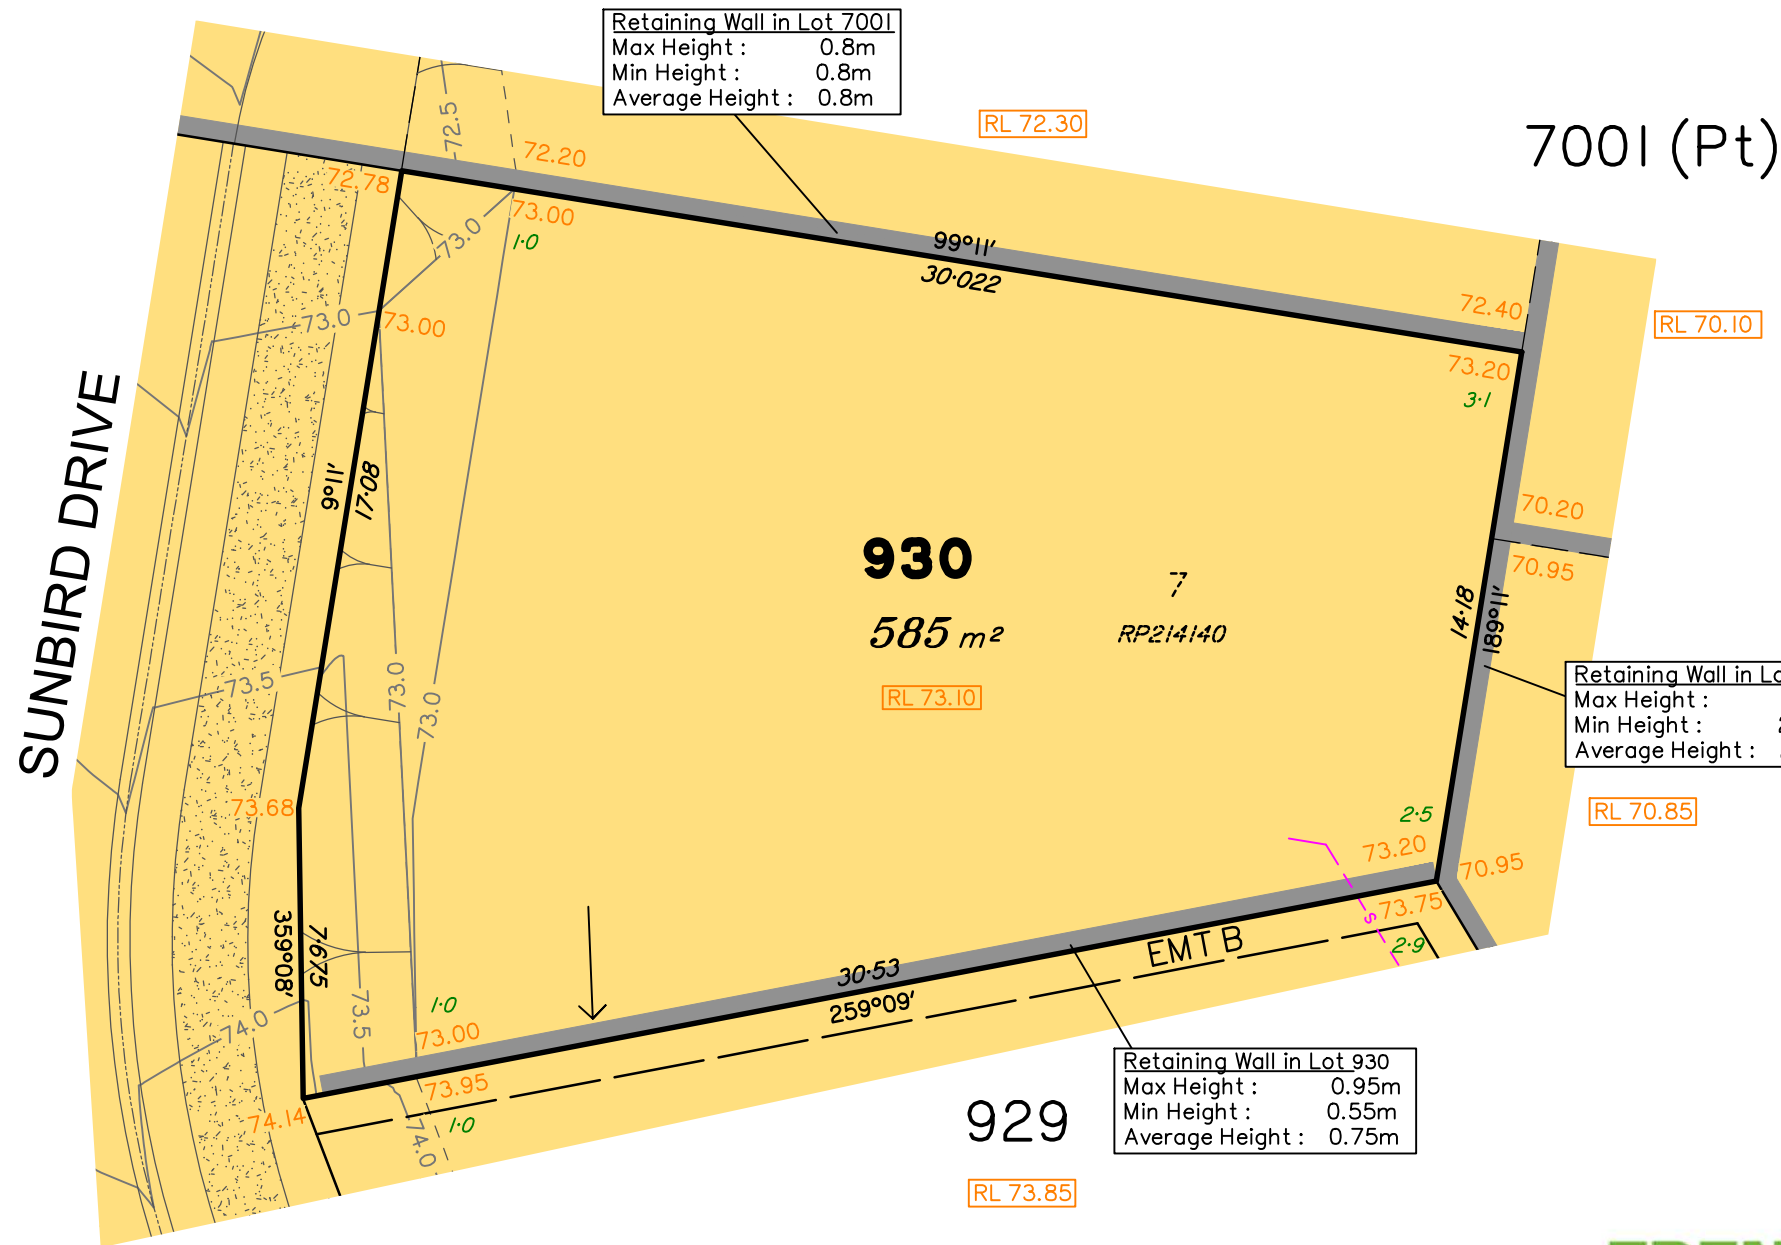 Retaining Wall in Lot 7001
Max Height : 0.8m
Min Height : 0.8m
Average Height : 0.8m
RL 72.30
7001 (Pt)
72.5
72.20
72.78
73.00
1·0
73.0
99°11'
30·022
72.40
RL 70.10
73.0
73.00
73.20
3·1
SUNBIRD DRIVE
9°11'
17·08
70.20
930
7
70.95
585 m²
RP214140
14·18
189°11'
RL 73.10
73.5
73.0
73.0
Retaining Wall in
Max Height :
Min Height :
Average Height :
73.68
RL 70.85
2·5
73.20
70.95
73.75
s
2·9
EMT B
359°08'
7·675
30·53
259°09'
1·0
73.00
73.5
74.0
73.95
74.14
1·0
74.0
929
Retaining Wall in Lot 930
Max Height : 0.95m
Min Height : 0.55m
Average Height : 0.75m
RL 73.85